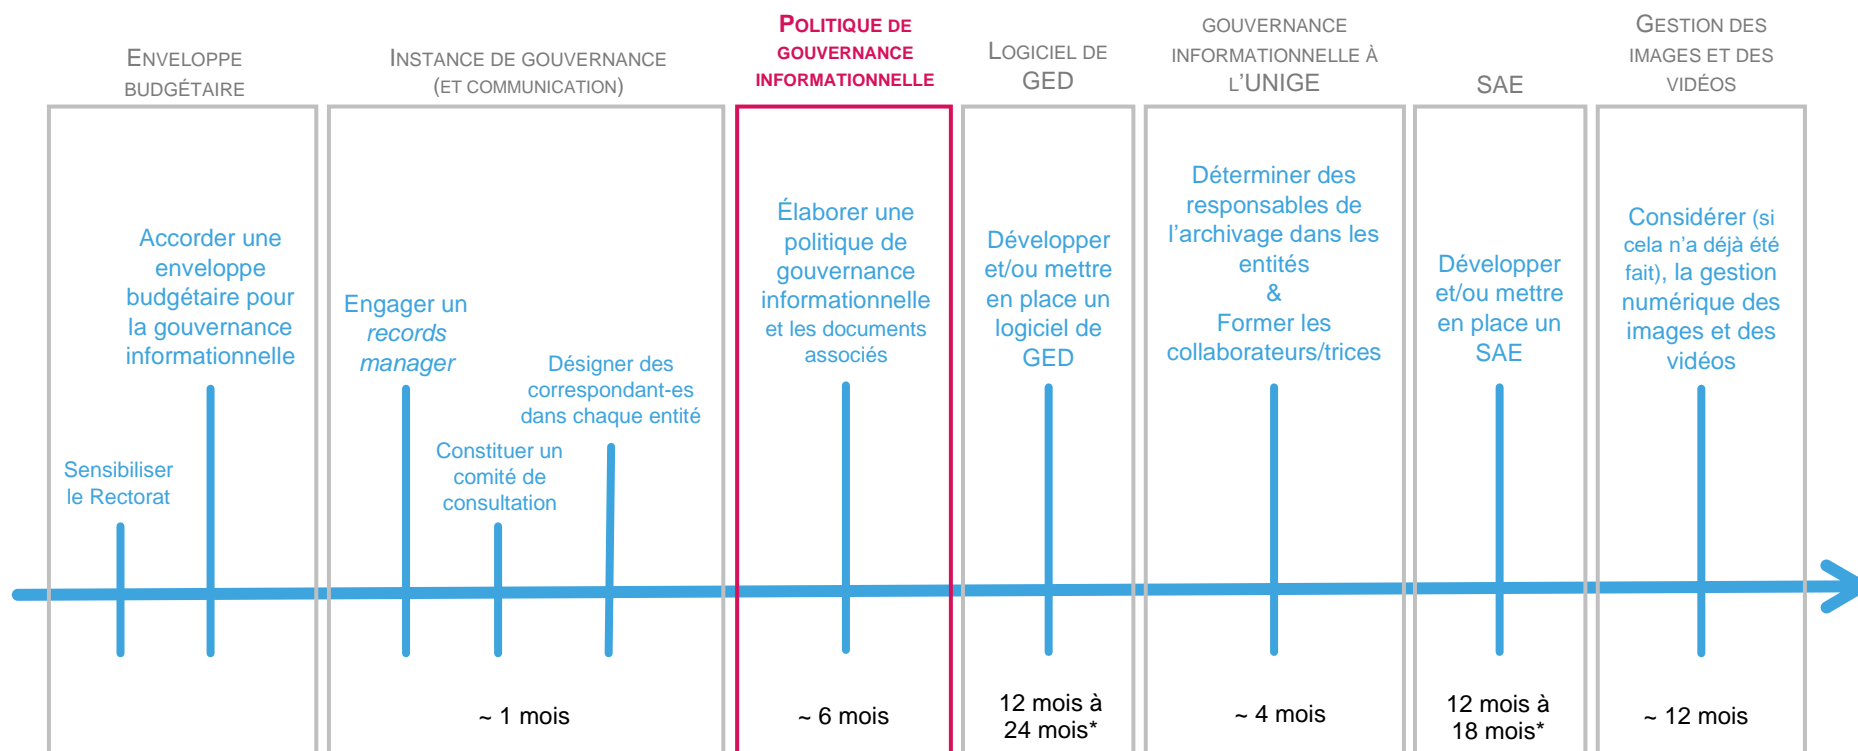 ENVELOPPE
BUDGÉTAIRE
Sensibiliser
le Rectorat
Accorder une
enveloppe
budgétaire pour
la gouvernance
informationnelle
INSTANCE DE GOUVERNANCE
(ET COMMUNICATION)
Engager un
records
manager
Constituer un
comité de
consultation
Désigner des
correspondant-es
dans chaque entité
~ 1 mois
POLITIQUE DE
GOUVERNANCE
INFORMATIONNELLE
Élaborer une
politique de
gouvernance
informationnelle
et les documents
associés
~ 6 mois
LOGICIEL DE
GED
Développer
et/ou mettre
en place un
logiciel de
GED
12 mois à
24 mois*
GOUVERNANCE
INFORMATIONNELLE À
L'UNIGE
Déterminer des
responsables de
l'archivage dans les
entités
&
Former les
collaborateurs/trices
~ 4 mois
SAE
Développer
et/ou mettre
en place un
SAE
12 mois à
18 mois*
GESTION DES
IMAGES ET DES
VIDÉOS
Considérer (si
cela n'a déjà été
fait), la gestion
numérique des
images et des
vidéos
~ 12 mois